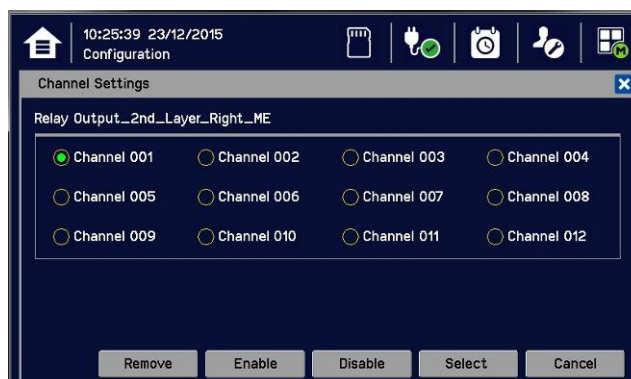 10:25:39 23/12/2015
Configuration
M
Channel Settings
Relay Output_2nd_Layer_Right_ME
Channel 001 Channel 002 Channel 003 Channel 004
Channel 005 Channel 006 Channel 007 Channel 008
Channel 009 Channel 010 Channel 011 Channel 012
Remove Enable Disable Select Cancel